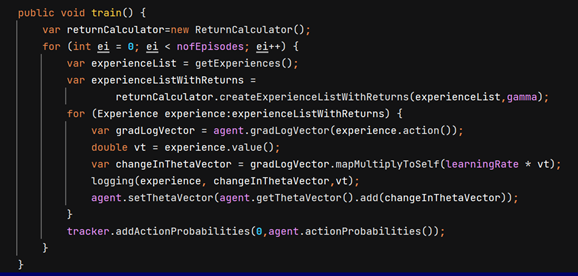 public void train() {
    var returnCalculator=new ReturnCalculator();
    for (int ei = 0; ei < nofEpisodes; ei++) {
        var experienceList = getExperiences();
        var experienceListWithReturns =
                returnCalculator.createExperienceListWithReturns(experienceList,gamma);
        for (Experience experience:experienceListWithReturns) {
            var gradLogVector = agent.gradLogVector(experience.action());
            double vt = experience.value();
            var changeInThetaVector = gradLogVector.mapMultiplyToSelf(learningRate * vt);
            logging(experience, changeInThetaVector,vt);
            agent.setThetaVector(agent.getThetaVector().add(changeInThetaVector));
        }
        tracker.addActionProbabilities(0,agent.actionProbabilities());
    }
}